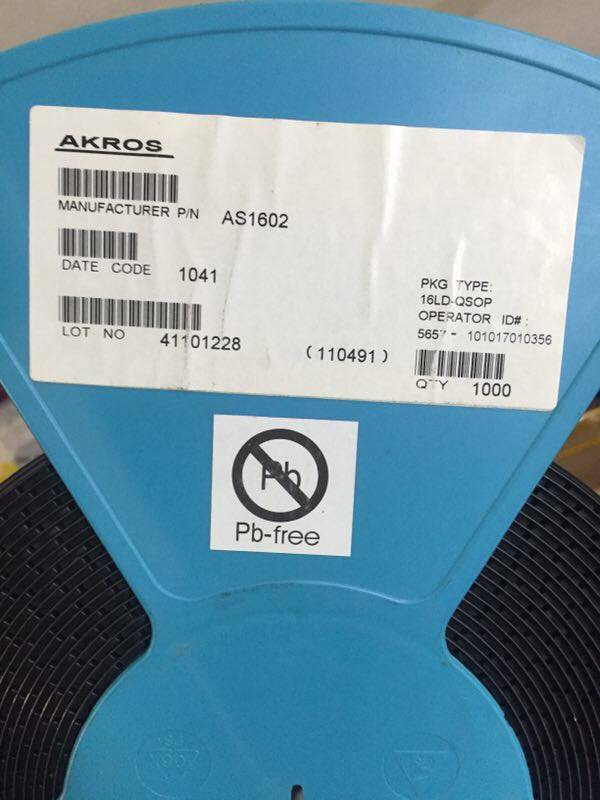 AKROS
MANUFACTURER P/N AS1602
DATE CODE 1041
LOT NO 41101228 (110491)
PKG TYPE:
16LD-QSOP
OPERATOR ID# :
- 101017010356
QTY 1000
Pb
Pb-free